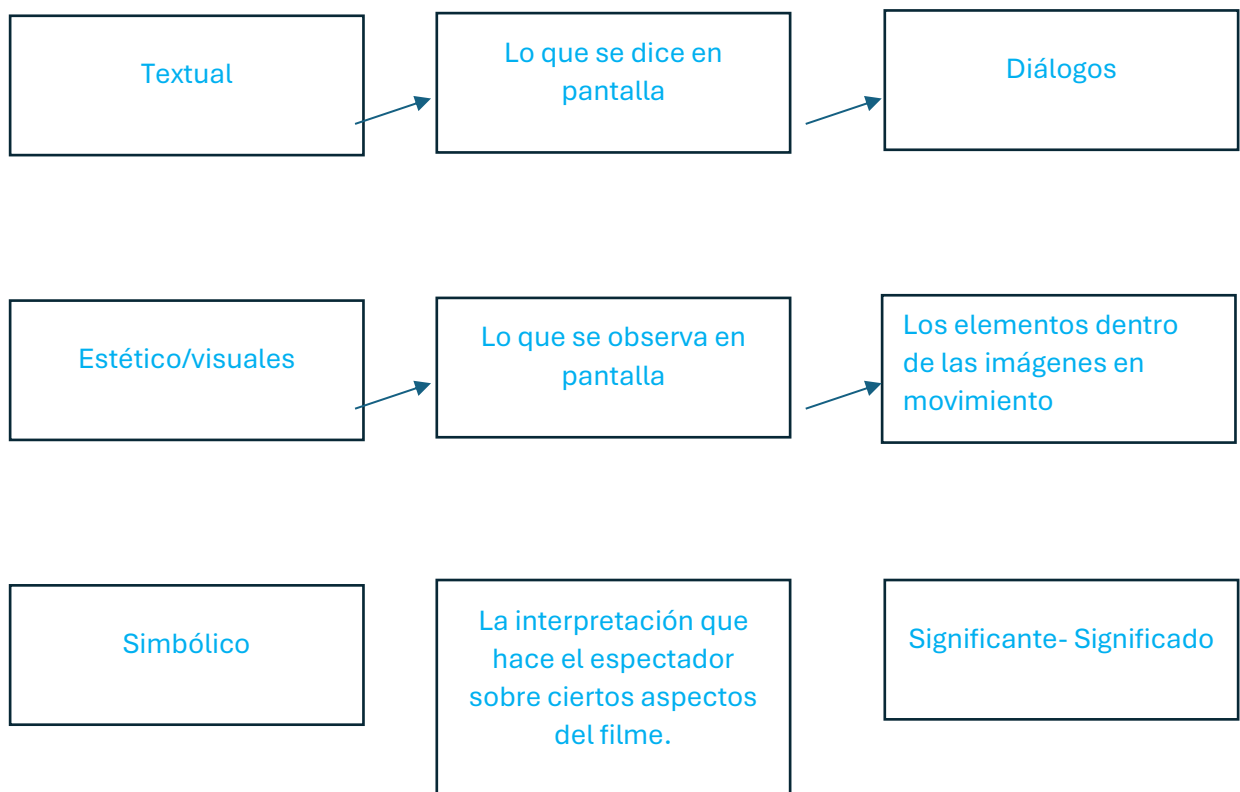 Textual
Lo que se dice en
pantalla
Diálogos
Estético/visuales
Lo que se observa en
pantalla
Los elementos dentro
de las imágenes en
movimiento
Simbólico
La interpretación que
hace el espectador
sobre ciertos aspectos
del filme.
Significante- Significado